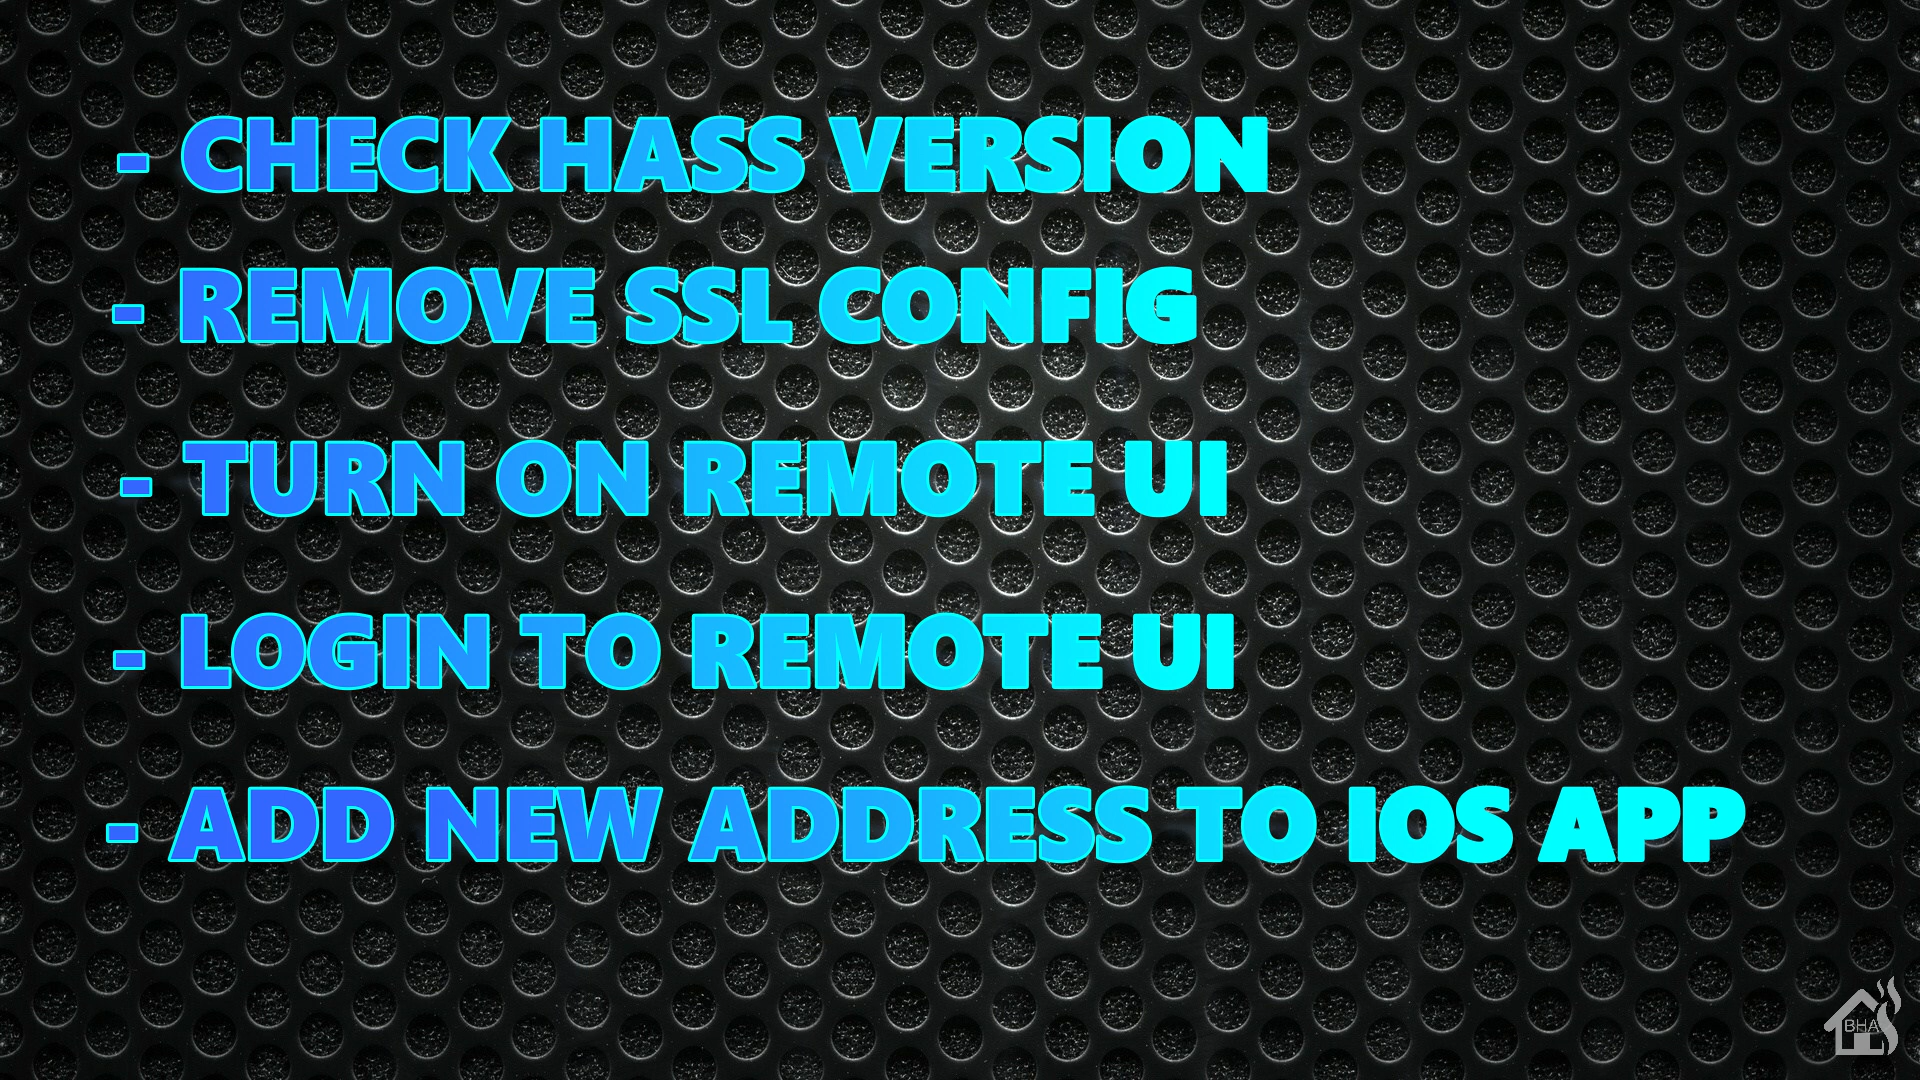 - CHECK HASS VERSION
- REMOVE SSL CONFIG
- TURN ON REMOTE UI
- LOGIN TO REMOTE UI
- ADD NEW ADDRESS TO IOS APP
BHA